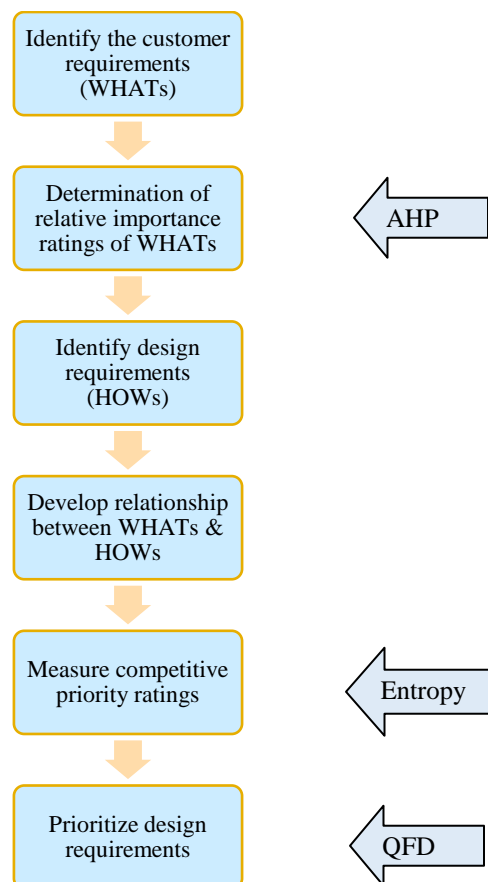 Identify the customer
requirements
(WHATs)
Determination of
relative importance
ratings of WHATs
AHP
Identify design
requirements
(HOWs)
Develop relationship
between WHATs &
HOWs
Measure competitive
priority ratings
Entropy
Prioritize design
requirements
QFD